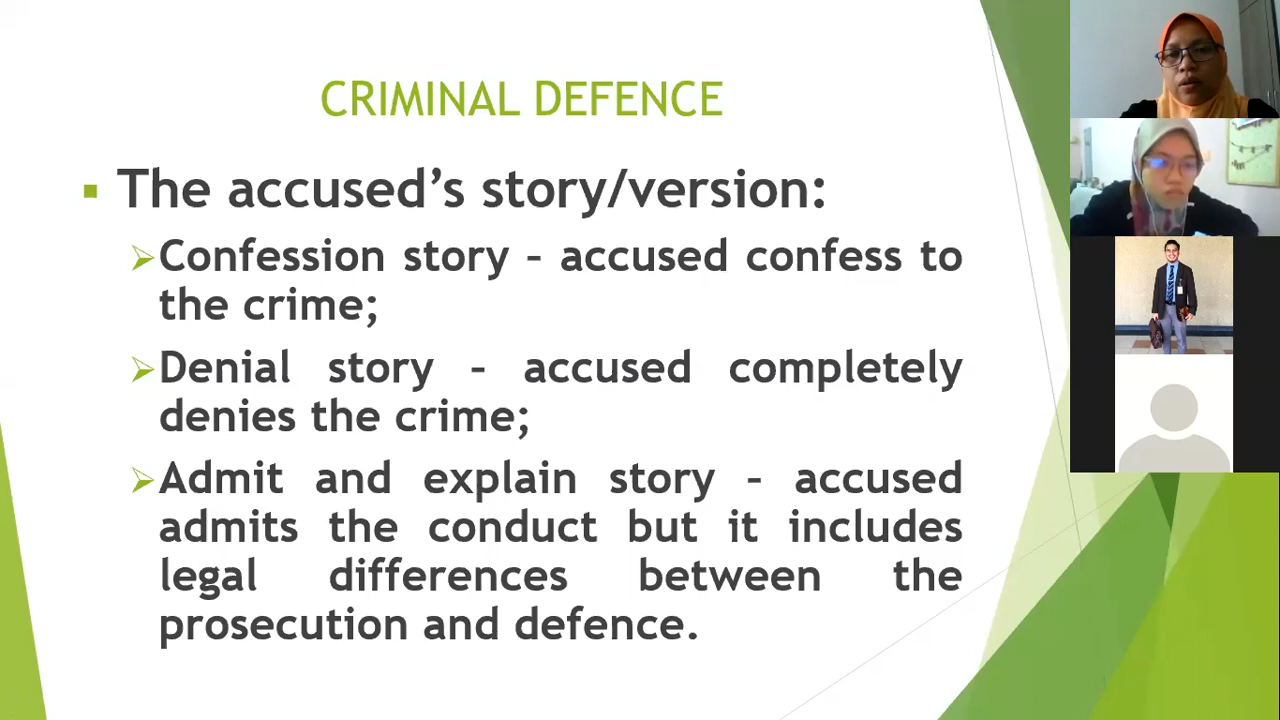 CRIMINAL DEFENCE
The accused’s story/version:
Confession story – accused confess to
the crime;
Denial story – accused completely
denies the crime;
Admit and explain story – accused
admits the conduct but it includes
legal differences between the
prosecution and defence.